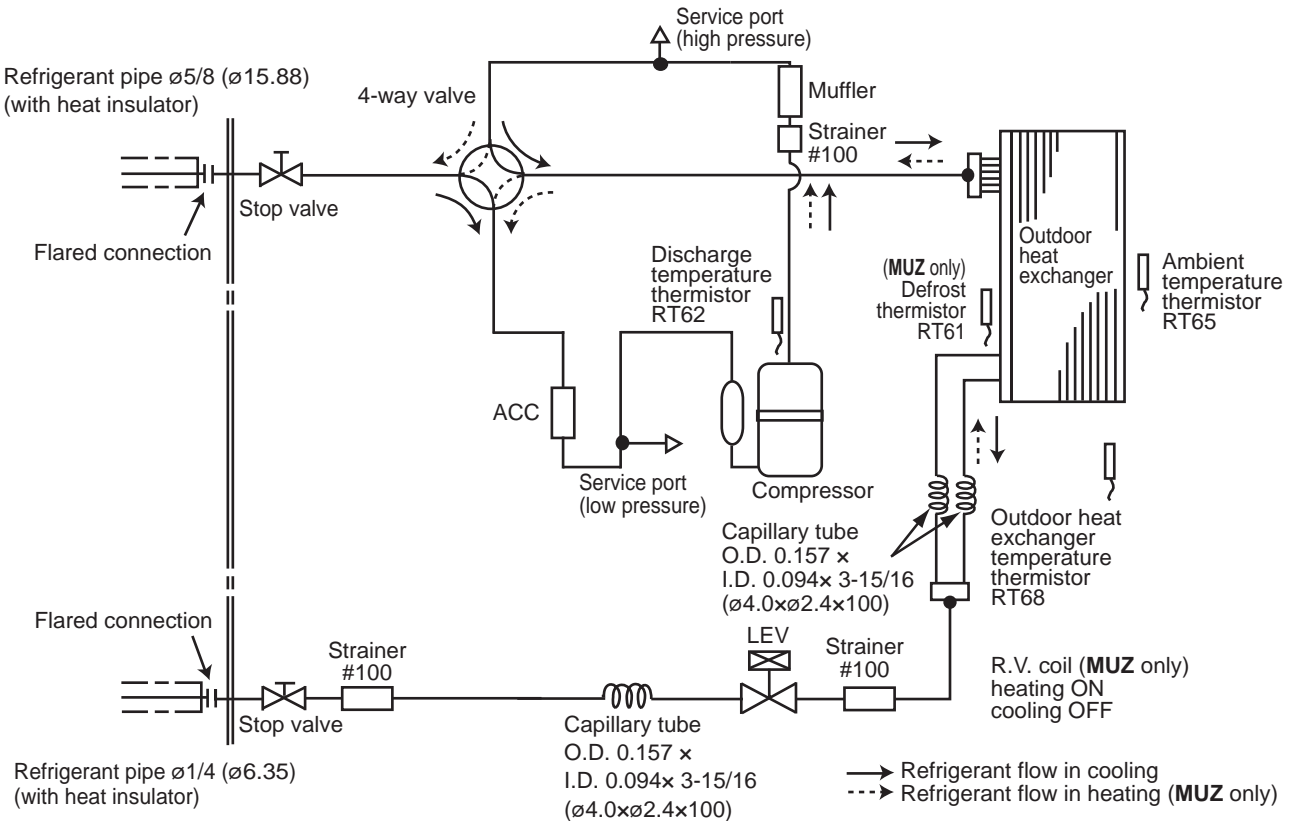 Service port
(high pressure)
Refrigerant pipe ø5/8 (ø15.88)
(with heat insulator)
4-way valve
Muffler
Strainer
#100
Stop valve
Flared connection
Outdoor
heat
exchanger
Discharge
temperature
thermistor
RT62
(MUZ only)
Defrost
thermistor
RT61
Ambient
temperature
thermistor
RT65
ACC
Service port
(low pressure)
Compressor
Capillary tube
O.D. 0.157 ×
I.D. 0.094× 3-15/16
(ø4.0×ø2.4×100)
Outdoor heat
exchanger
temperature
thermistor
RT68
Flared connection
Strainer
#100
LEV
Strainer
#100
R.V. coil (MUZ only)
heating ON
cooling OFF
Stop valve
Capillary tube
O.D. 0.157 ×
I.D. 0.094× 3-15/16
(ø4.0×ø2.4×100)
Refrigerant pipe ø1/4 (ø6.35)
(with heat insulator)
Refrigerant flow in cooling
Refrigerant flow in heating (MUZ only)